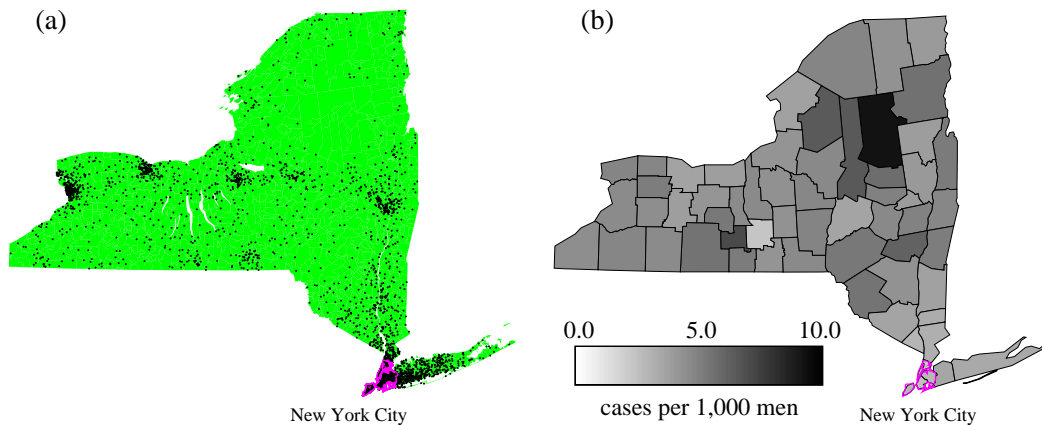 (a)
New York City
(b)
0.0 5.0 10.0
cases per 1,000 men
New York City